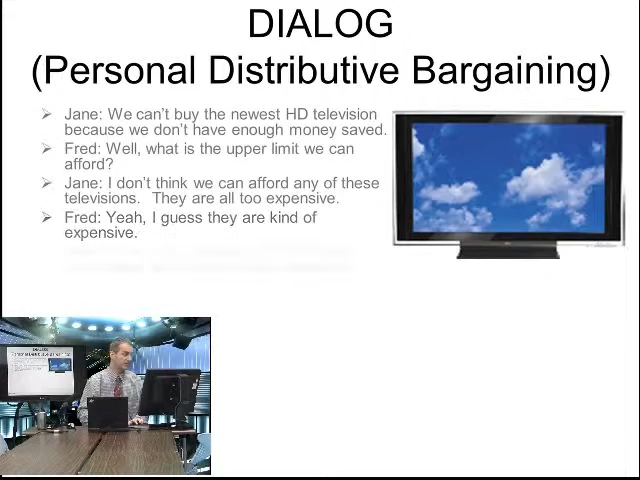 DIALOG
(Personal Distributive Bargaining)
Jane: We can't buy the newest HD television
because we don't have enough money saved.
Fred: Well, what is the upper limit we can
afford?
Jane: I don't think we can afford any of these
televisions. They are all too expensive.
Fred: Yeah, I guess they are kind of
expensive.